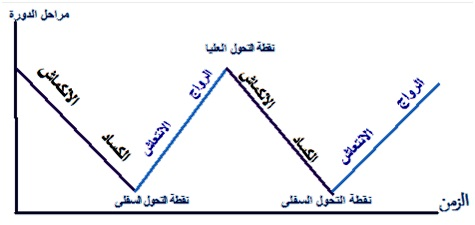 مراحل الدورة
نقطة التحول العليا
الانكماش
الكساد
الانتعاش
الرواج
الانكماش
الكساد
الانتعاش
الرواج
نقطة التحول السفلى
نقطة التحول السفلى
الزمن